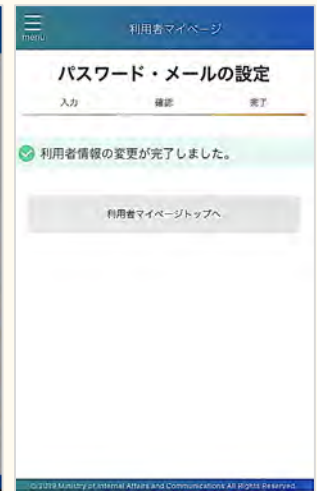 menu
利用者マイページ
パスワード・メールの設定
入力 確認 完了
利用者情報の変更が完了しました。
利用者マイページトップへ
© 2019 Ministry of Internal Affairs and Communications All Rights Reserved.